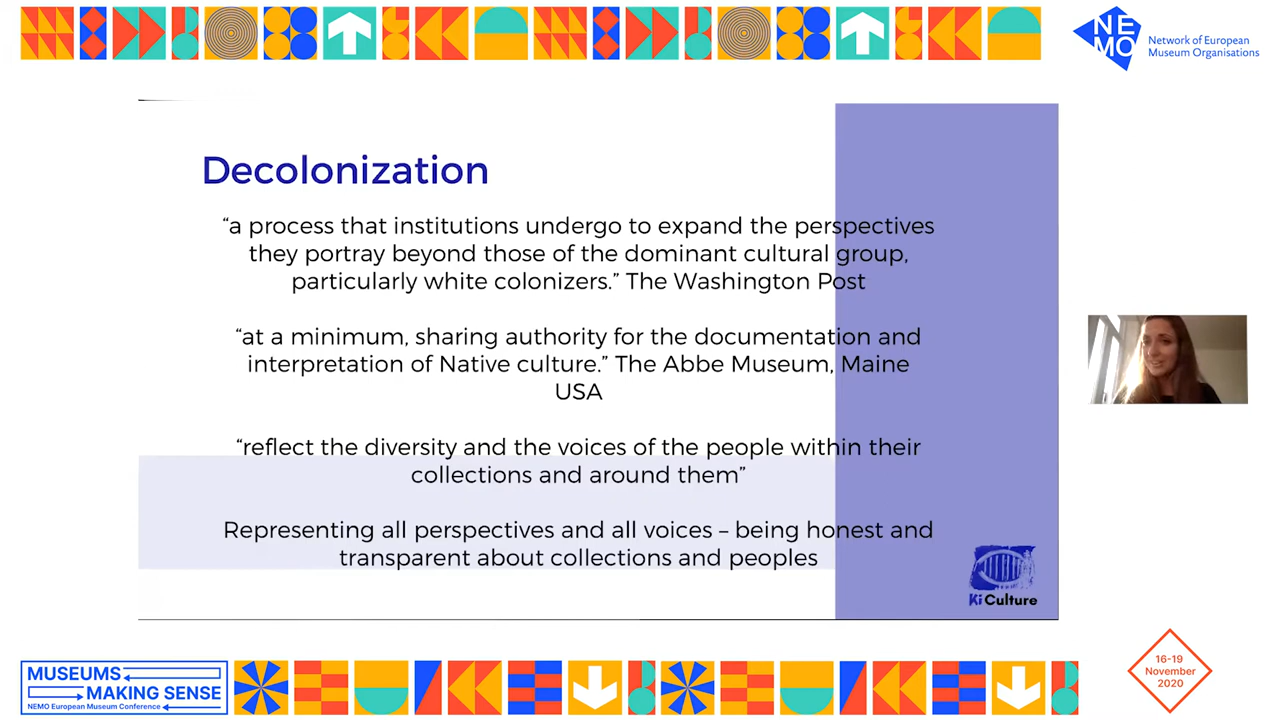 NE
MO
Network of European
Museum Organisations
Decolonization
“a process that institutions undergo to expand the perspectives
they portray beyond those of the dominant cultural group,
particularly white colonizers.” The Washington Post
“at a minimum, sharing authority for the documentation and
interpretation of Native culture.” The Abbe Museum, Maine
USA
“reflect the diversity and the voices of the people within their
collections and around them”
Representing all perspectives and all voices – being honest and
transparent about collections and peoples
Ki Culture
MUSEUMS
MAKING SENSE
NEMO European Museum Conference
16-19
November
2020